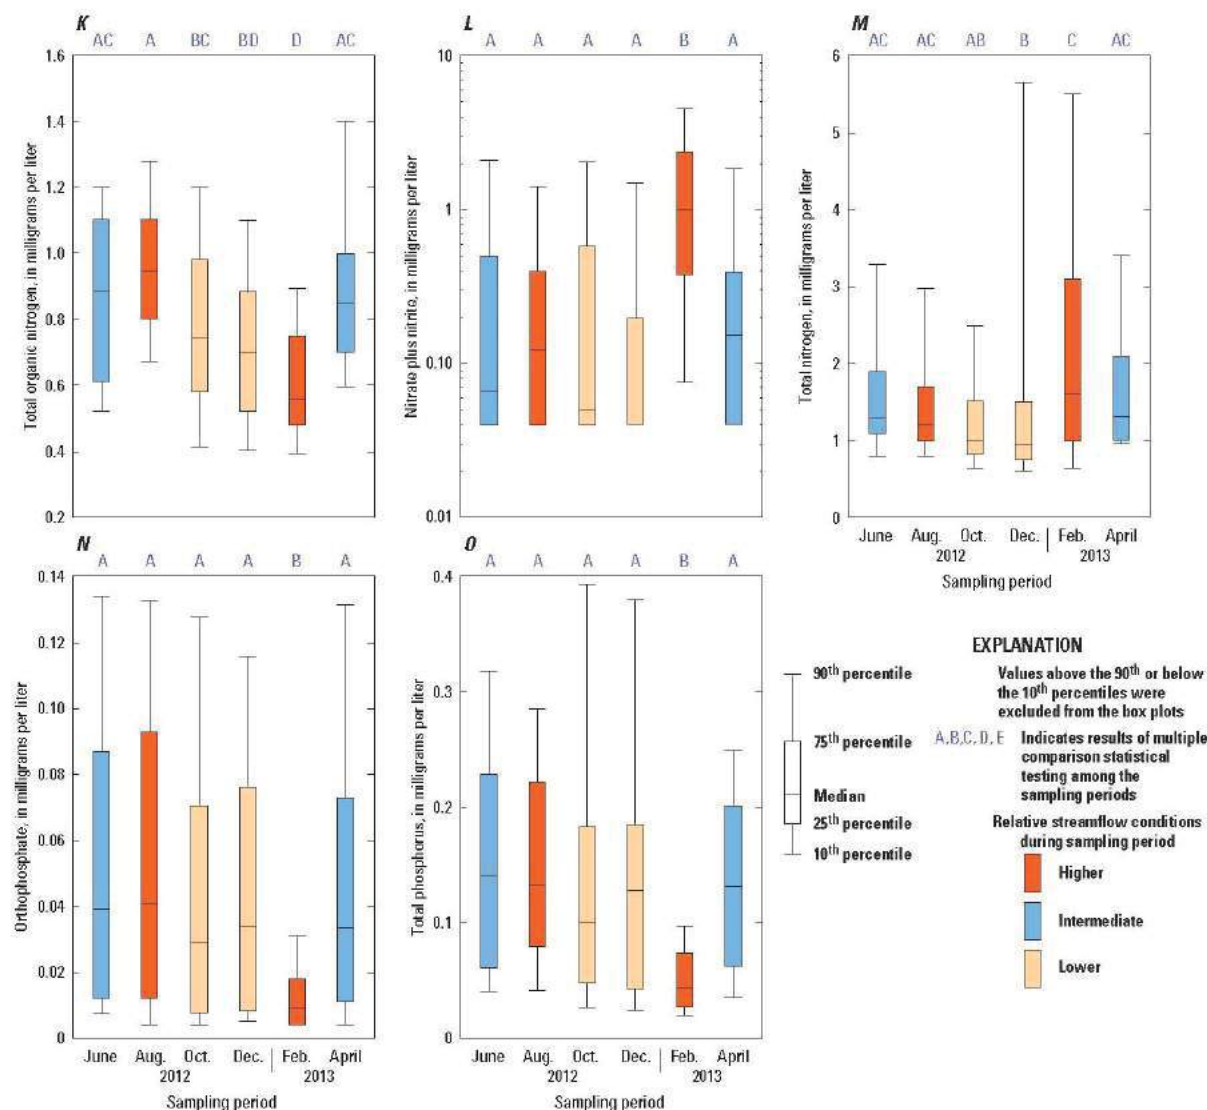 K
AC A BC BD D AC
1.6
1.4
1.2
1.0
0.8
0.6
0.4
0.2
Total organic nitrogen, in milligrams per liter
L
A A A A B A
10
1
0.10
0.01
Nitrate plus nitrite, in milligrams per liter
M
AC AC AB B C AC
6
5
4
3
2
1
0
Total nitrogen, in milligrams per liter
June Aug. Oct. Dec. Feb. April
2012 2013
Sampling period
N
A A A A B A
0.14
0.12
0.10
0.08
0.06
0.04
0.02
0
Orthophosphate, in milligrams per liter
June Aug. Oct. Dec. Feb. April
2012 2013
Sampling period
O
A A A A B A
0.4
0.3
0.2
0.1
0
Total phosphorus, in milligrams per liter
June Aug. Oct. Dec. Feb. April
2012 2013
Sampling period
90th percentile
75th percentile
Median
25th percentile
10th percentile
EXPLANATION
Values above the 90th or below
the 10th percentiles were
excluded from the box plots
A,B,C, D, E Indicates results of multiple
comparison statistical
testing among the
sampling periods
Relative streamflow conditions
during sampling period
Higher
Intermediate
Lower